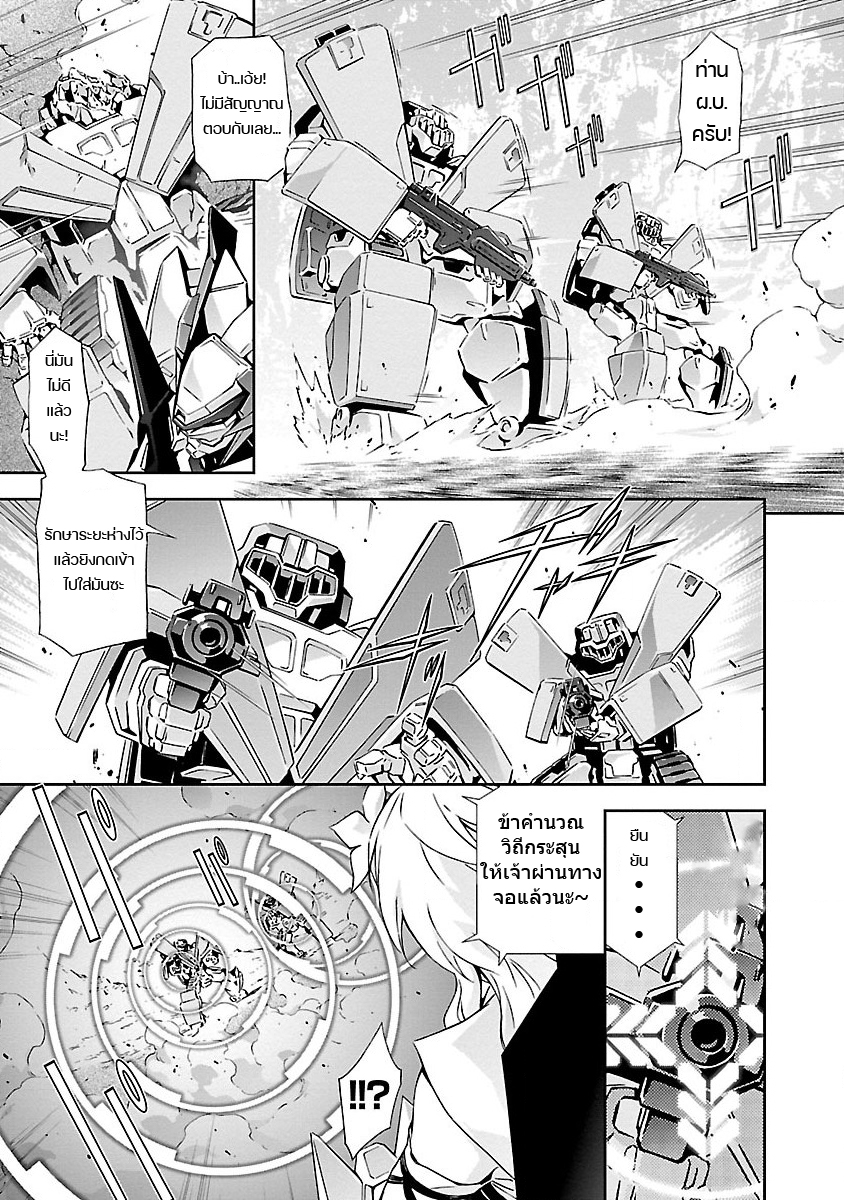 ท่าน
ผ.บ.
ครับ!
บ้า..เอ้ย!
ไม่มีสัญญาณ
ตอบกลับเลย...
นี่มัน
ไม่ดี
แล้ว
นะ!
รักษาระยะห่างไว้
แล้วยิงกดเข้า
ไปใส่มันซะ
ยืน
ยัน
• • •
ข้าคำนวณ
วิถีกระสุน
ให้เจ้าผ่านทาง
จอแล้วนะ~
!!?